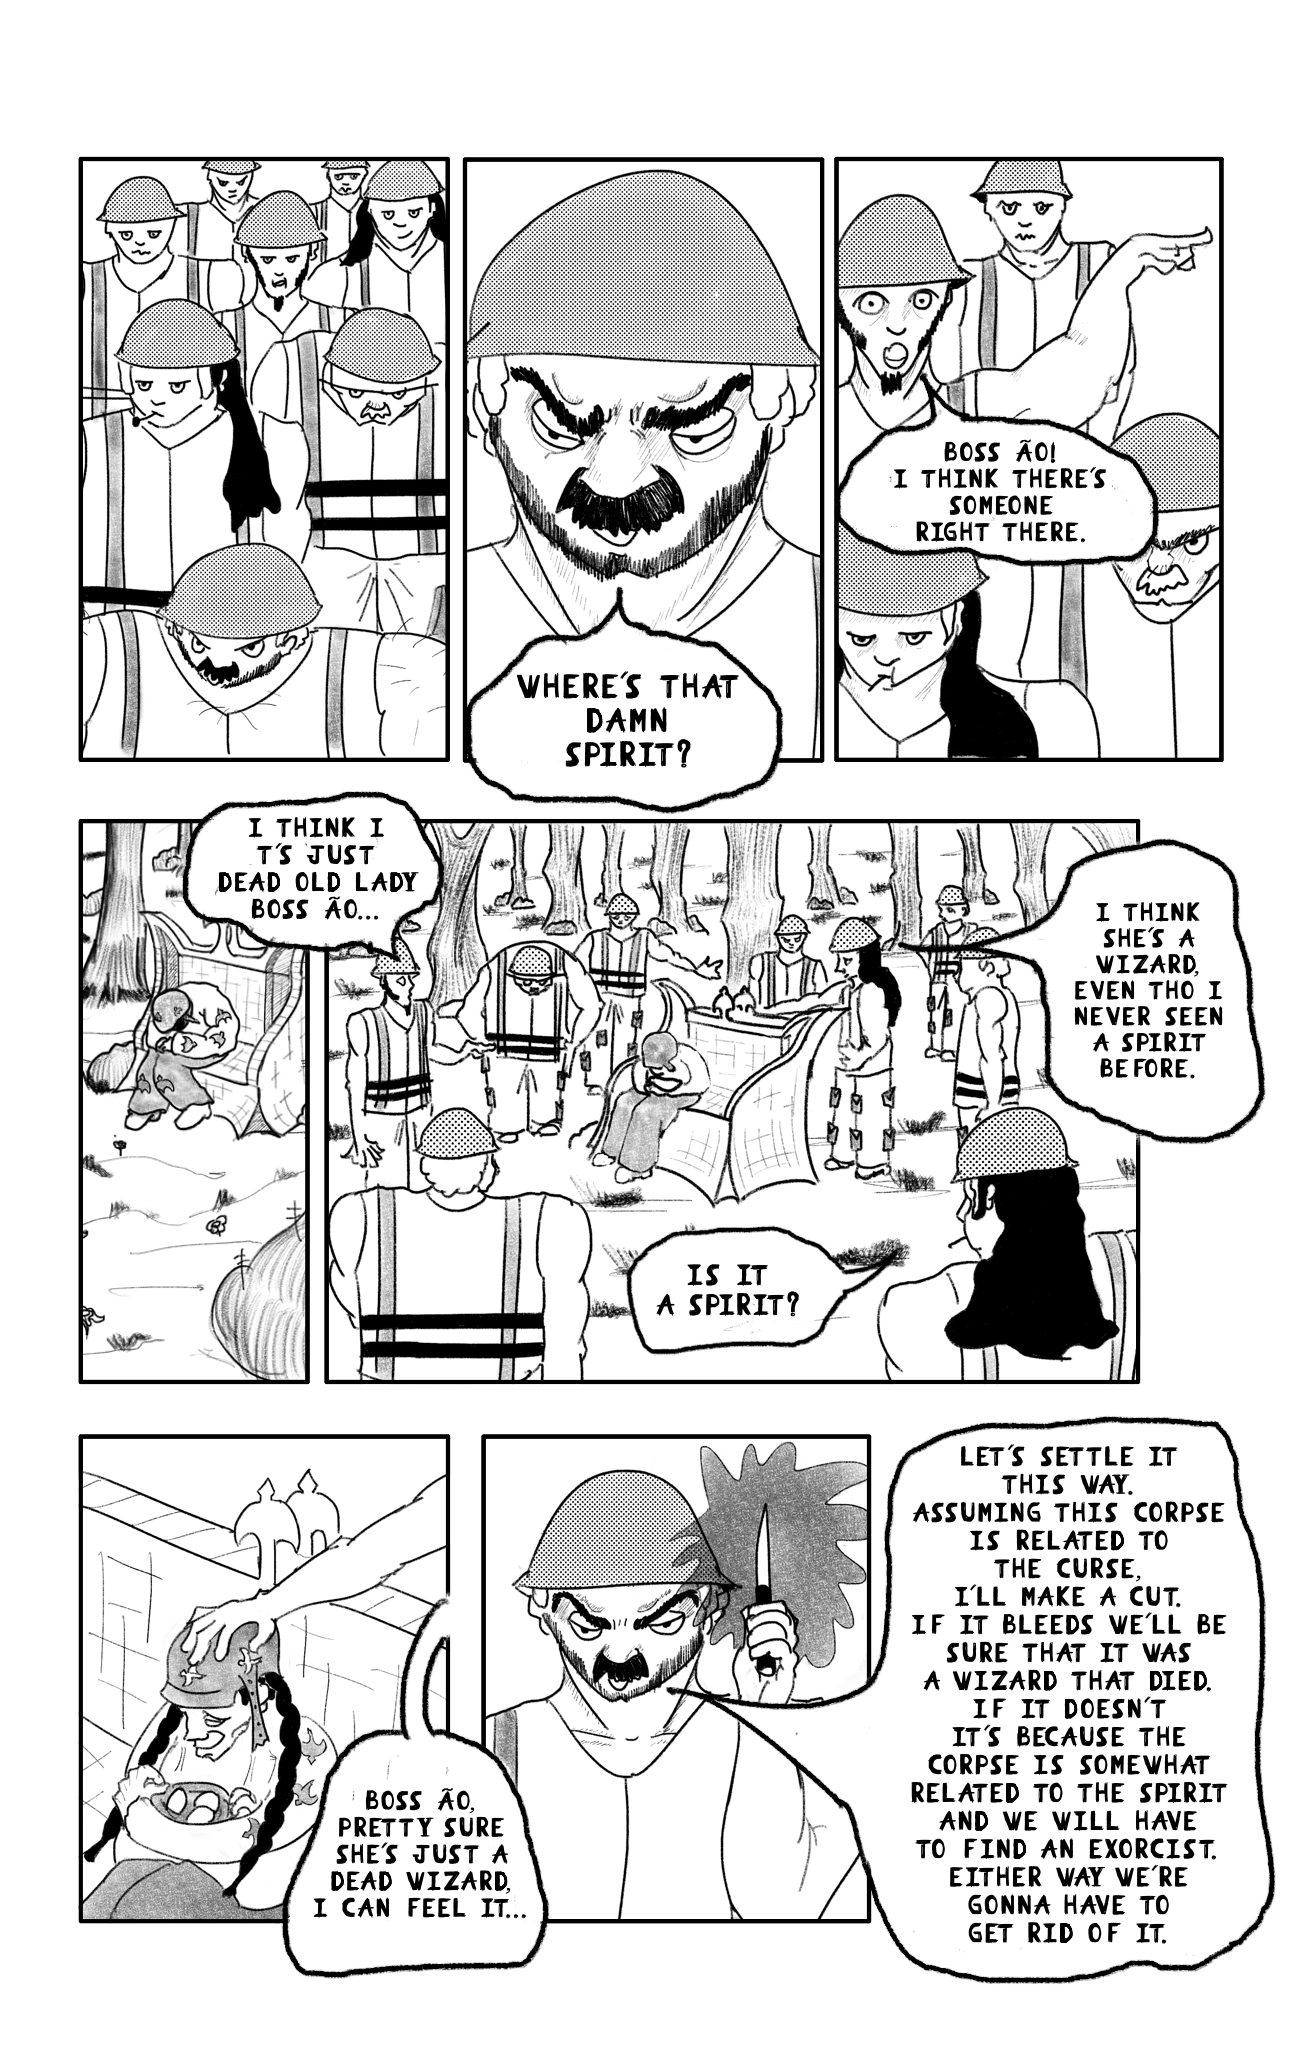 WHERE'S THAT
DAMN
SPIRIT?
BOSS ÃO!
I THINK THERE'S
SOMEONE
RIGHT THERE.
I THINK I
T'S JUST
DEAD OLD LADY
BOSS ÃO...
I THINK
SHE'S A
WIZARD,
EVEN THO I
NEVER SEEN
A SPIRIT
BEFORE.
IS IT
A SPIRIT?
BOSS ÃO,
PRETTY SURE
SHE'S JUST A
DEAD WIZARD,
I CAN FEEL IT...
LET'S SETTLE IT
THIS WAY.
ASSUMING THIS CORPSE
IS RELATED TO
THE CURSE,
I'LL MAKE A CUT.
IF IT BLEEDS WE'LL BE
SURE THAT IT WAS
A WIZARD THAT DIED.
IF IT DOESN'T
IT'S BECAUSE THE
CORPSE IS SOMEWHAT
RELATED TO THE SPIRIT
AND WE WILL HAVE
TO FIND AN EXORCIST.
EITHER WAY WE'RE
GONNA HAVE TO
GET RID OF IT.